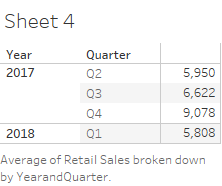 Sheet 4
Year Quarter
2017 Q2 5,950
Q3 6,622
Q4 9,078
2018 Q1 5,808
Average of Retail Sales broken down
by YearandQuarter.